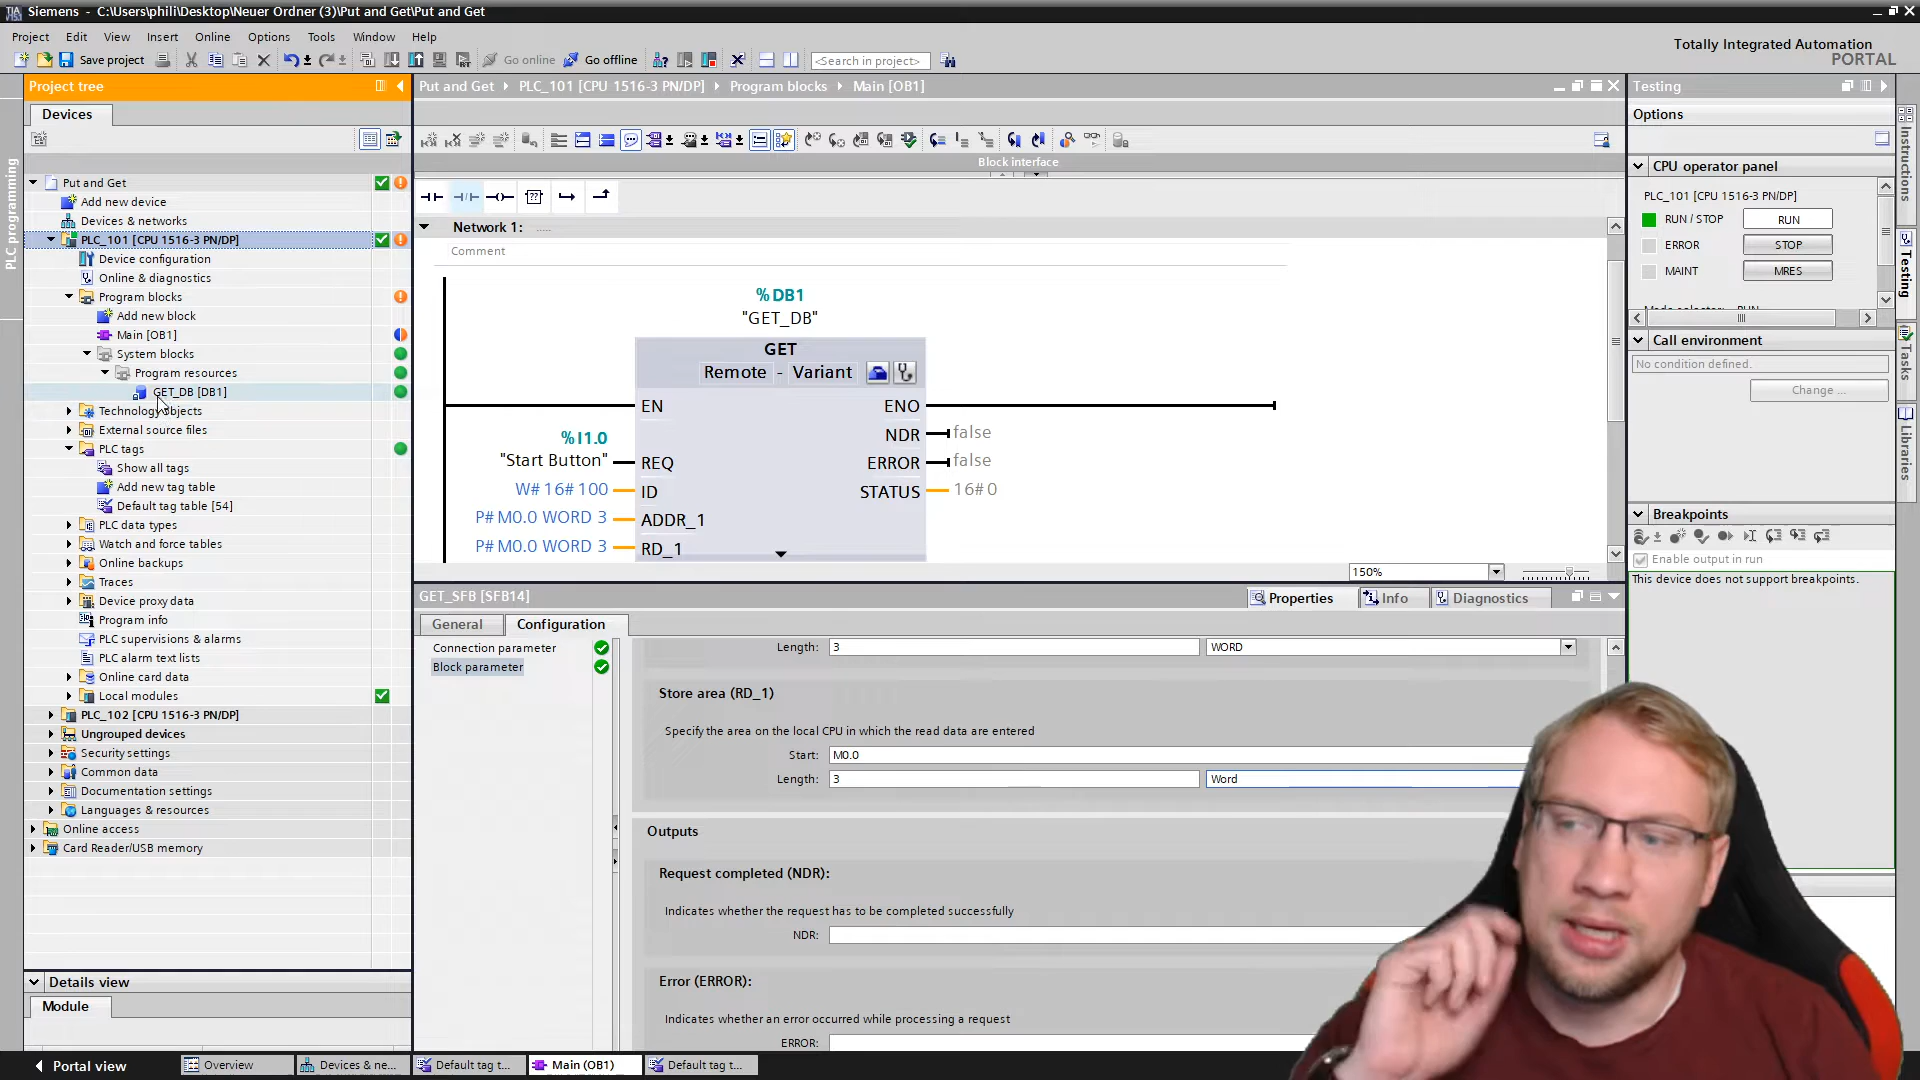 Siemens - C:\Users\phili\Desktop\Neuer Ordner (3)\Put and Get\Put and Get
Project Edit View Insert Online Options Tools Window Help
Totally Integrated Automation
PORTAL
Save project
Go online
Go offline
<Search in project>
Project tree
Devices
Put and Get
Add new device
Devices & networks
PLC_101 [CPU 1516-3 PN/DP]
Device configuration
Online & diagnostics
Program blocks
Add new block
Main [OB1]
System blocks
Program resources
GET_DB [DB1]
Technology objects
External source files
PLC tags
Show all tags
Add new tag table
Default tag table [54]
PLC data types
Watch and force tables
Online backups
Traces
Device proxy data
Program info
PLC supervisions & alarms
PLC alarm text lists
Online card data
Local modules
PLC_102 [CPU 1516-3 PN/DP]
Ungrouped devices
Security settings
Common data
Documentation settings
Languages & resources
Online access
Card Reader/USB memory
Details view
Module
PLC programming
Put and Get PLC_101 [CPU 1516-3 PN/DP] Program blocks Main [OB1]
Block interface
Network 1: .....
Comment
%DB1
"GET_DB"
GET
Remote - Variant
EN ENO
NDR false
ERROR false
STATUS 16#0
%I1.0
"Start Button" REQ
W#16#100 ID
P#M0.0 WORD 3 ADDR_1
P#M0.0 WORD 3 RD_1
150%
GET_SFB [SFB14]
Properties
Info
Diagnostics
General
Configuration
Connection parameter
Block parameter
Length: 3 WORD
Store area (RD_1)
Specify the area on the local CPU in which the read data are entered
Start: M0.0
Length: 3 Word
Outputs
Request completed (NDR):
Indicates whether the request has to be completed successfully
NDR:
Error (ERROR):
Indicates whether an error occurred while processing a request
ERROR:
Testing
Options
CPU operator panel
PLC_101 [CPU 1516-3 PN/DP]
RUN / STOP RUN
ERROR STOP
MAINT MRES
Call environment
No condition defined.
Change ...
Breakpoints
Enable output in run
This device does not support breakpoints.
Instructions
Testing
Tasks
Libraries
Portal view
Overview
Devices & ne...
Default tag t...
Main (OB1)
Default tag t...